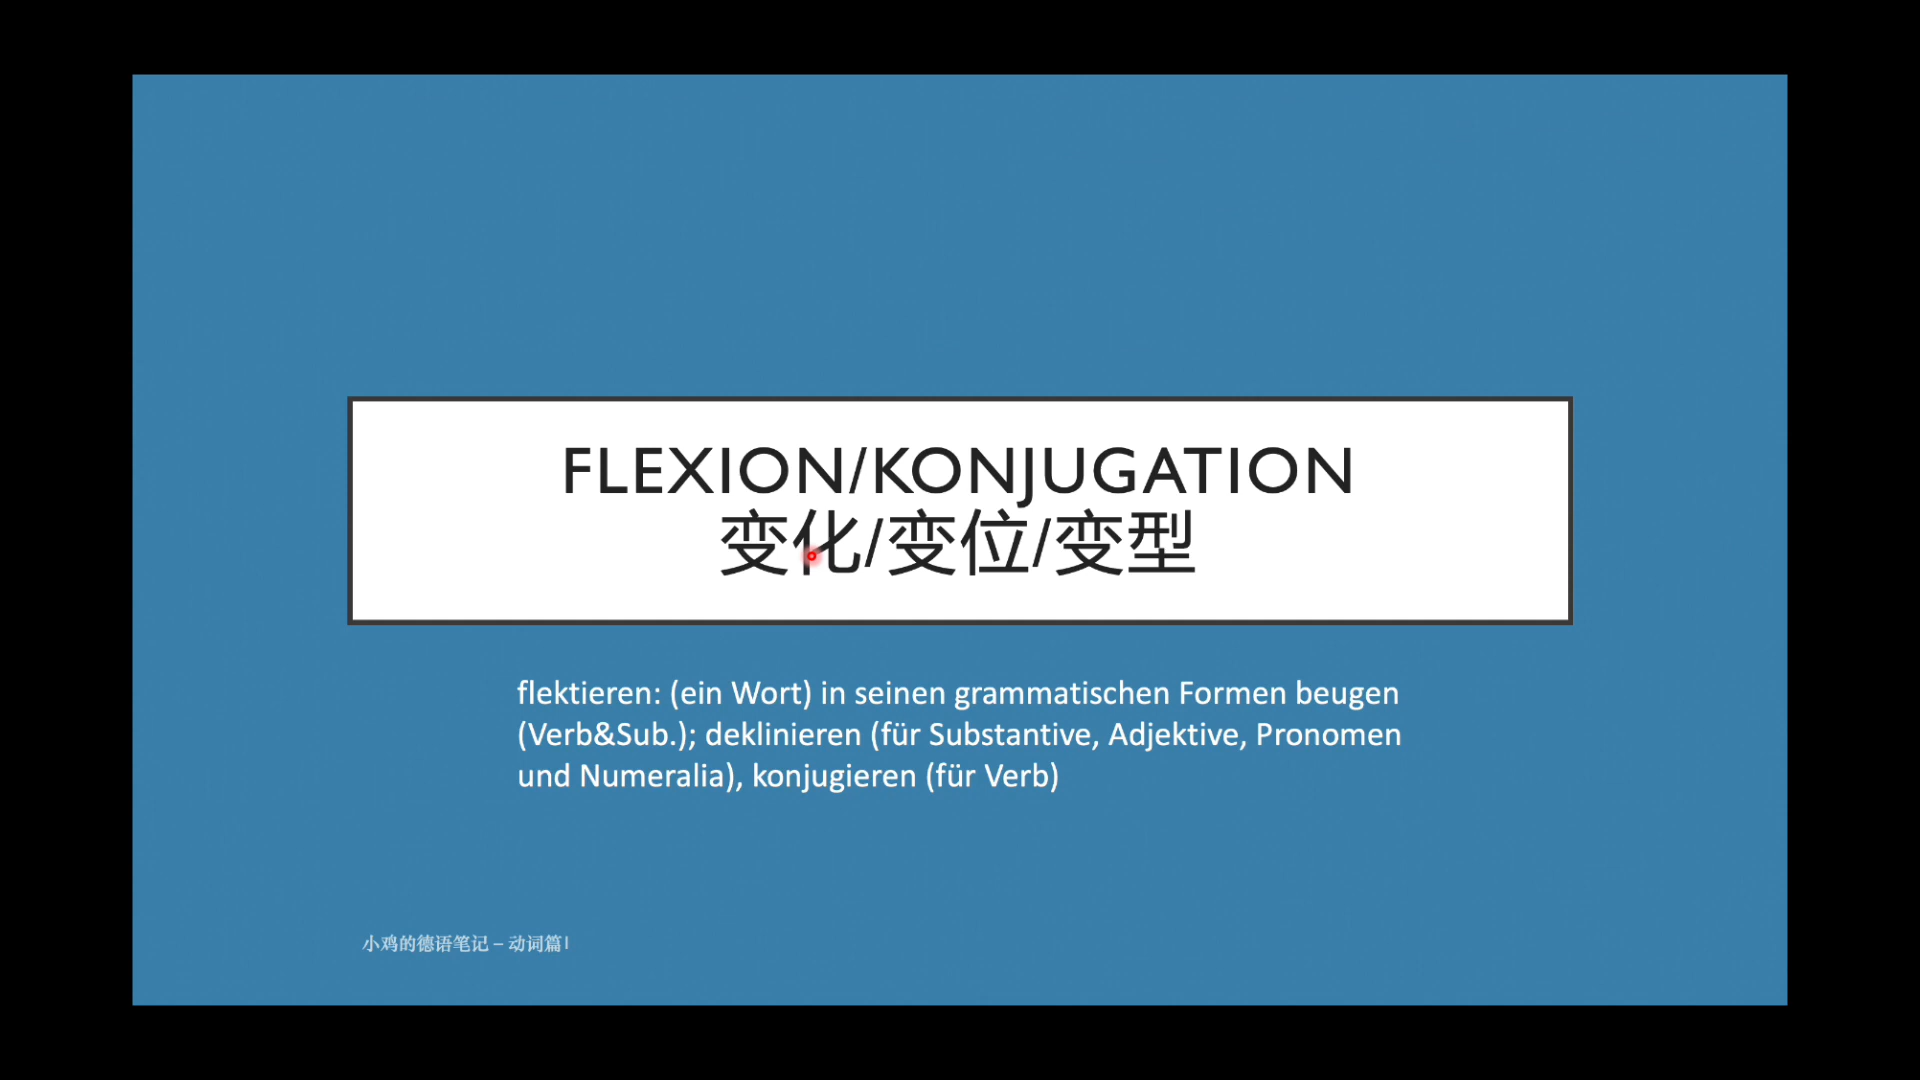 FLEXION/KONJUGATION
变化/变位/变型
flektieren: (ein Wort) in seinen grammatischen Formen beugen
(Verb&Sub.); deklinieren (für Substantive, Adjektive, Pronomen
und Numeralia), konjugieren (für Verb)
小鸡的德语笔记 – 动词篇I